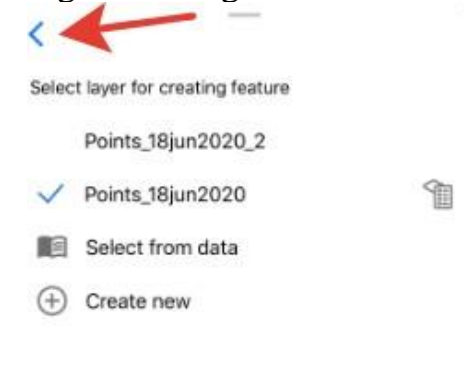 Select layer for creating feature
Points_18jun2020_2
Points_18jun2020
Select from data
Create new